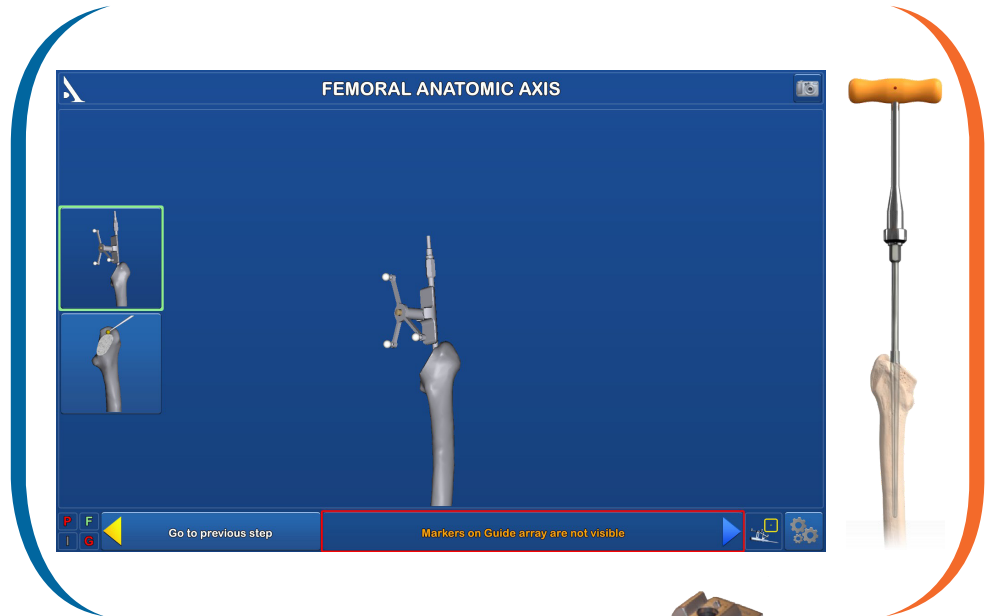 FEMORAL ANATOMIC AXIS
P F
I G
Go to previous step
Markers on Guide array are not visible